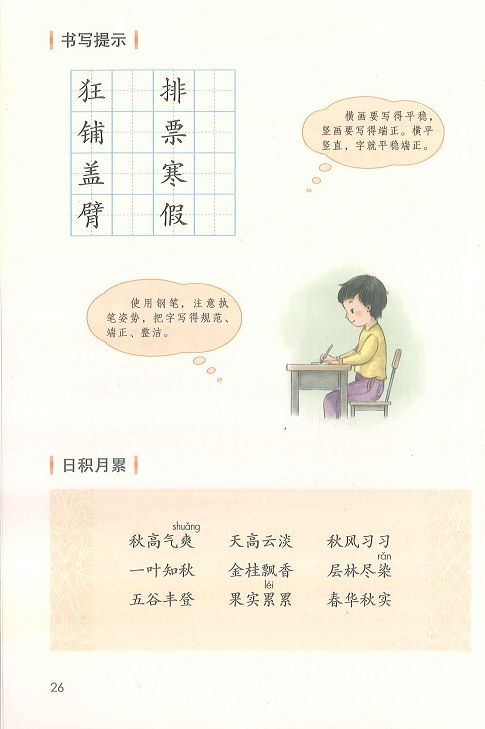 书写提示
狂 排
铺 票
盖 寒
臂 假
横画要写得平稳，
竖画要写得端正。横平
竖直，字就平稳端正。
使用钢笔，注意执
笔姿势，把字写得规范、
端正、整洁。
日积月累
shuǎng
秋高气爽 天高云淡 秋风习习
rǎn
一叶知秋 金桂飘香 层林尽染
léi
五谷丰登 果实累累 春华秋实
26